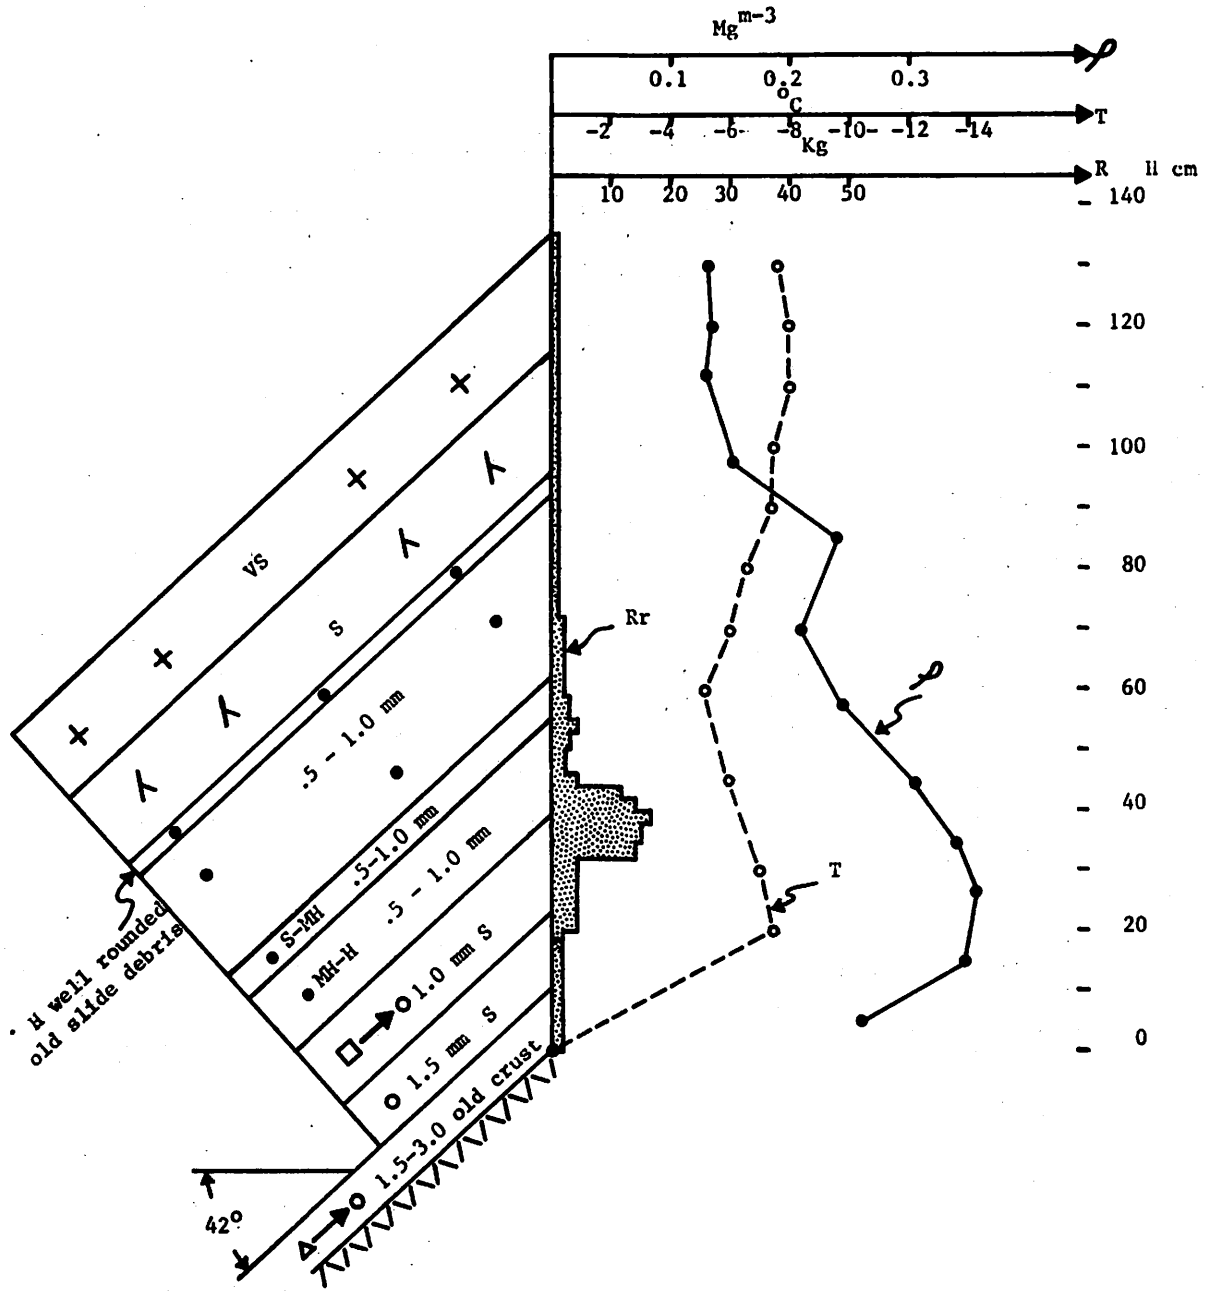 Mg m-3
ρ
0.1 0.2 0.3
°C
T
-2 -4 -6- -8 -10- -12 -14
Kg
R H cm
10 20 30 40 50
140
120
100
80
60
40
20
0
VS
S
Rr
ρ
T
.5 - 1.0 mm
S-MH .5-1.0 mm
MH-H .5 - 1.0 mm
1.0 mm S
1.5 mm S
1.5-3.0 old crust
H well rounded
old slide debris
42°